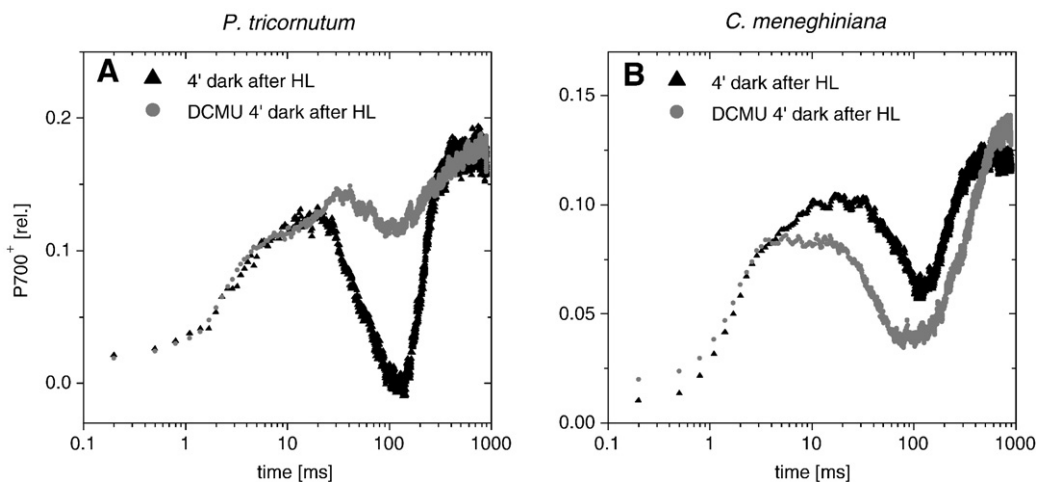 P. tricornutum
C. meneghiniana
A
4' dark after HL
DCMU 4' dark after HL
0.2
0.1
0.0
P700+ [rel.]
0.1 1 10 100 1000
time [ms]
B
4' dark after HL
DCMU 4' dark after HL
0.15
0.10
0.05
0.00
0.1 1 10 100 1000
time [ms]